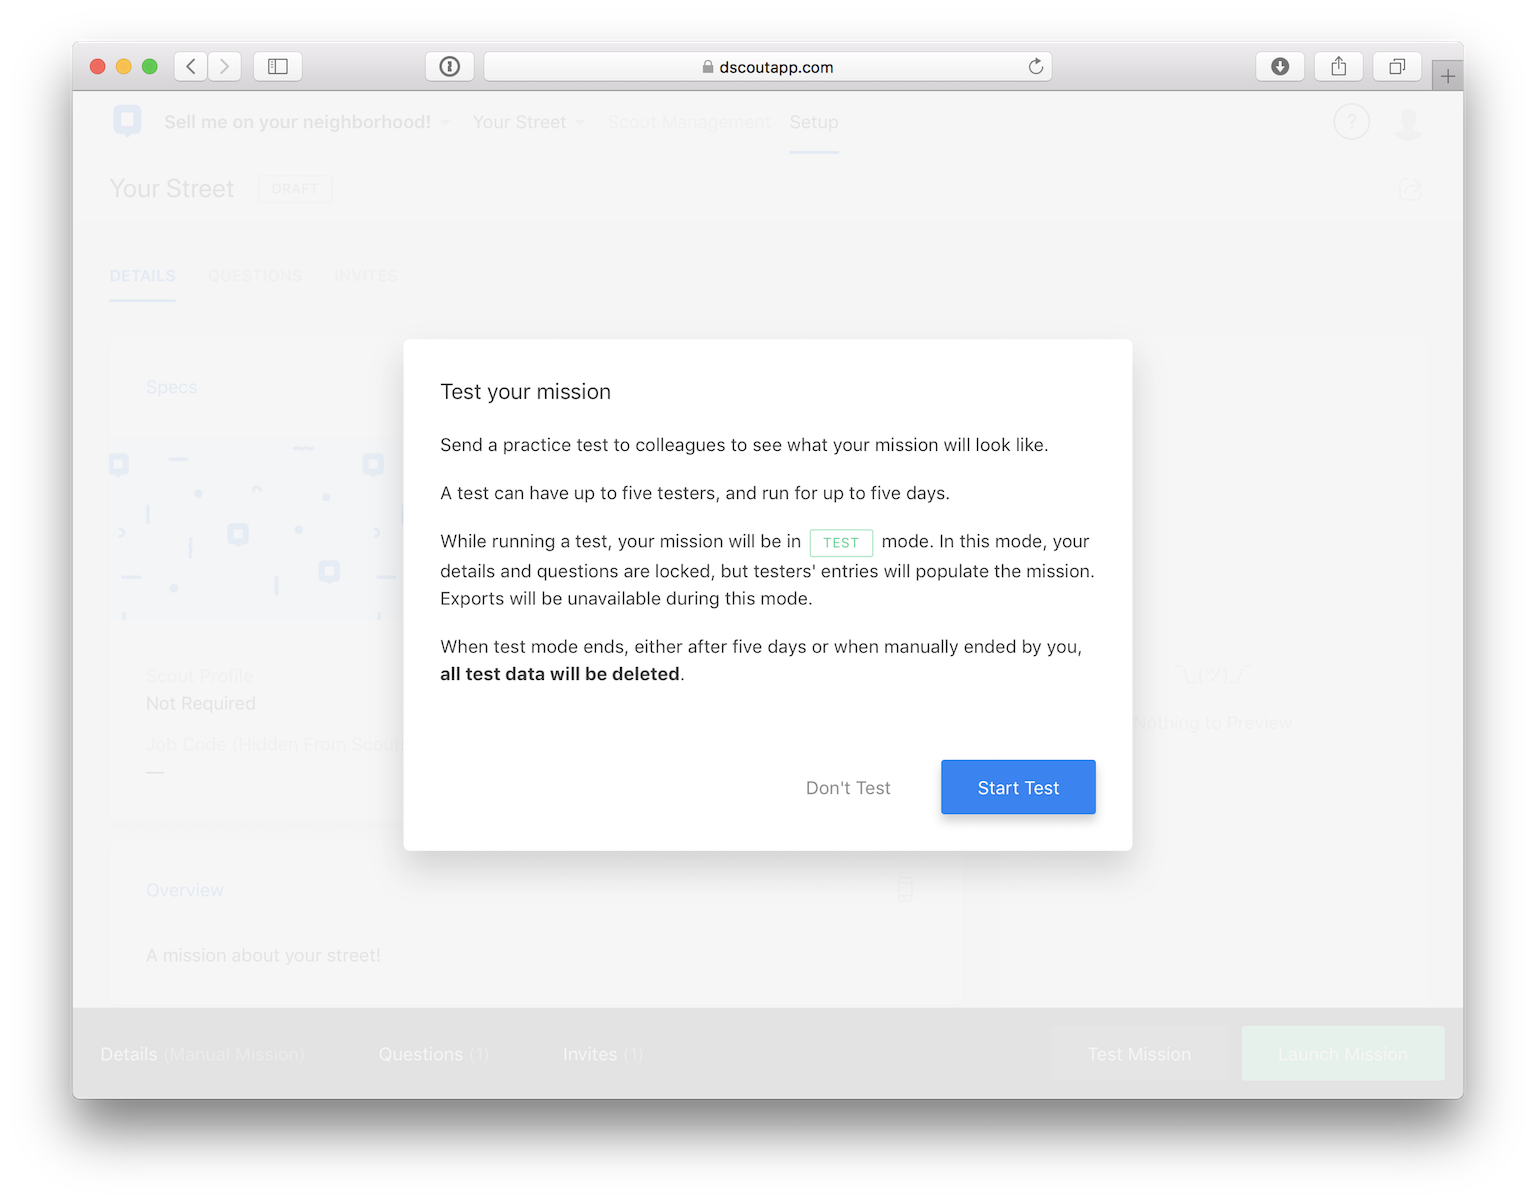 dscoutapp.com
Sell me on your neighborhood! Your Street Scout Management Setup ?
Your Street DRAFT
DETAILS QUESTIONS INVITES
Specs
Test your mission
Send a practice test to colleagues to see what your mission will look like.
A test can have up to five testers, and run for up to five days.
While running a test, your mission will be in TEST mode. In this mode, your
details and questions are locked, but testers' entries will populate the mission.
Exports will be unavailable during this mode.
When test mode ends, either after five days or when manually ended by you,
all test data will be deleted.
Don't Test Start Test
Scout Profile
Not Required
Job Code (Hidden From Scout
—
¯\_(ツ)_/¯
Nothing to Preview
Overview
A mission about your street!
Details (Manual Mission) Questions (1) Invites (1) Test Mission Launch Mission